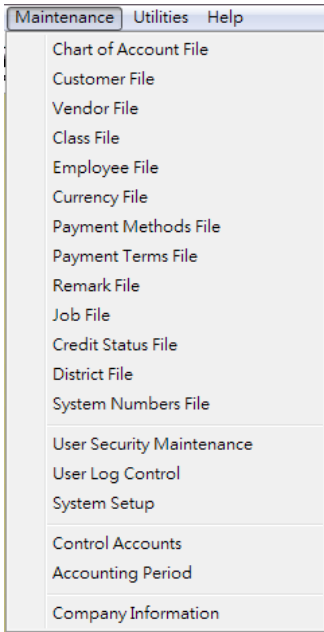 Maintenance Utilities Help
Chart of Account File
Customer File
Vendor File
Class File
Employee File
Currency File
Payment Methods File
Payment Terms File
Remark File
Job File
Credit Status File
District File
System Numbers File
User Security Maintenance
User Log Control
System Setup
Control Accounts
Accounting Period
Company Information